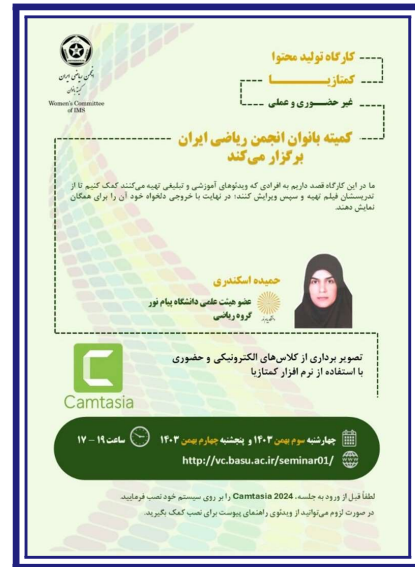 کارگاه تولید محتوا
کمتازیـــــــا
غیر حضــوری و عملی
انجمن ریاضی ایران
Women's Committee
of IMS
کمیته بانوان انجمن ریاضی ایران
برگزار می‌کند
ما در این کارگاه قصد داریم به افرادی که ویدئوهای آموزشی و تبلیغی تهیه می‌کنند کمک کنیم تا از
تدریسشان فیلم تهیه و سپس ویرایش کنند؛ در نهایت با خروجی دلخواه خود آن را برای همگان
نمایش دهند.
حمیده اسکندری
عضو هیئت علمی دانشگاه پیام نور
گروه ریاضی
تصویر برداری از کلاس‌های الکترونیکی و حضوری
با استفاده از نرم افزار کمتازیا
Camtasia
چهارشنبه سوم بهمن ۱۴۰۳ و پنجشنبه چهارم بهمن ۱۴۰۳ ساعت ۱۹ – ۱۷
http://vc.basu.ac.ir/seminar01/
لطفاً قبل از ورود به جلسه، Camtasia 2024 را بر روی سیستم خود نصب فرمایید.
در صورت لزوم می‌توانید از ویدئوی راهنمای پیوست برای نصب کمک بگیرید.